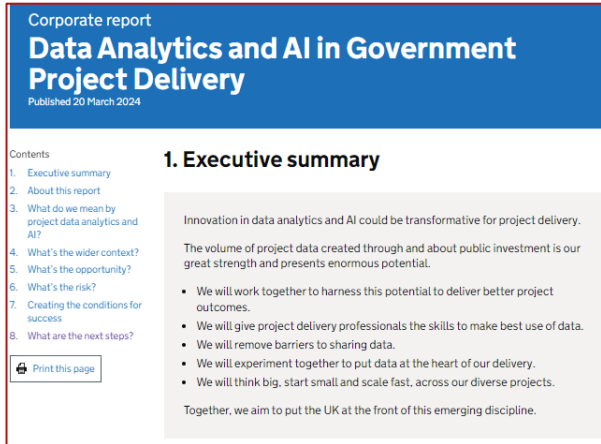 Corporate report
Data Analytics and AI in Government
Project Delivery
Published 20 March 2024
Contents
1. Executive summary
2. About this report
3. What do we mean by
project data analytics and
AI?
4. What's the wider context?
5. What's the opportunity?
6. What's the risk?
7. Creating the conditions for
success
8. What are the next steps?
Print this page
1. Executive summary
Innovation in data analytics and AI could be transformative for project delivery.
The volume of project data created through and about public investment is our
great strength and presents enormous potential.
• We will work together to harness this potential to deliver better project
outcomes.
• We will give project delivery professionals the skills to make best use of data.
• We will remove barriers to sharing data.
• We will experiment together to put data at the heart of our delivery.
• We will think big, start small and scale fast, across our diverse projects.
Together, we aim to put the UK at the front of this emerging discipline.